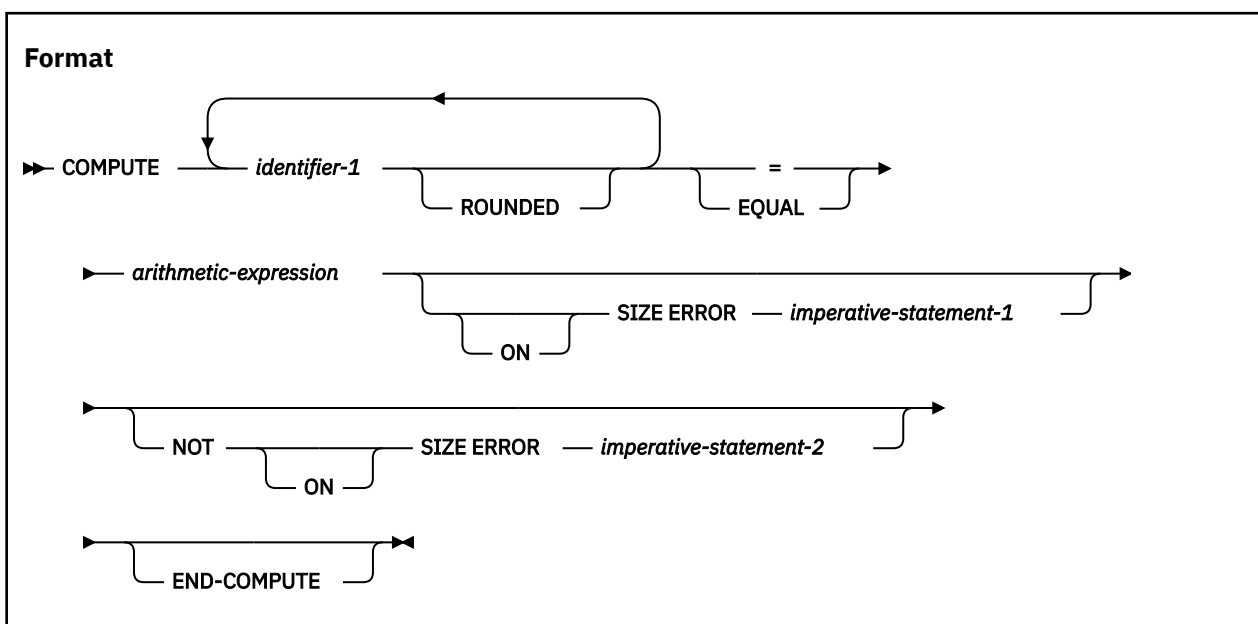 Format
COMPUTE identifier-1 =
ROUNDED EQUAL
arithmetic-expression
SIZE ERROR imperative-statement-1
ON
NOT SIZE ERROR imperative-statement-2
ON
END-COMPUTE